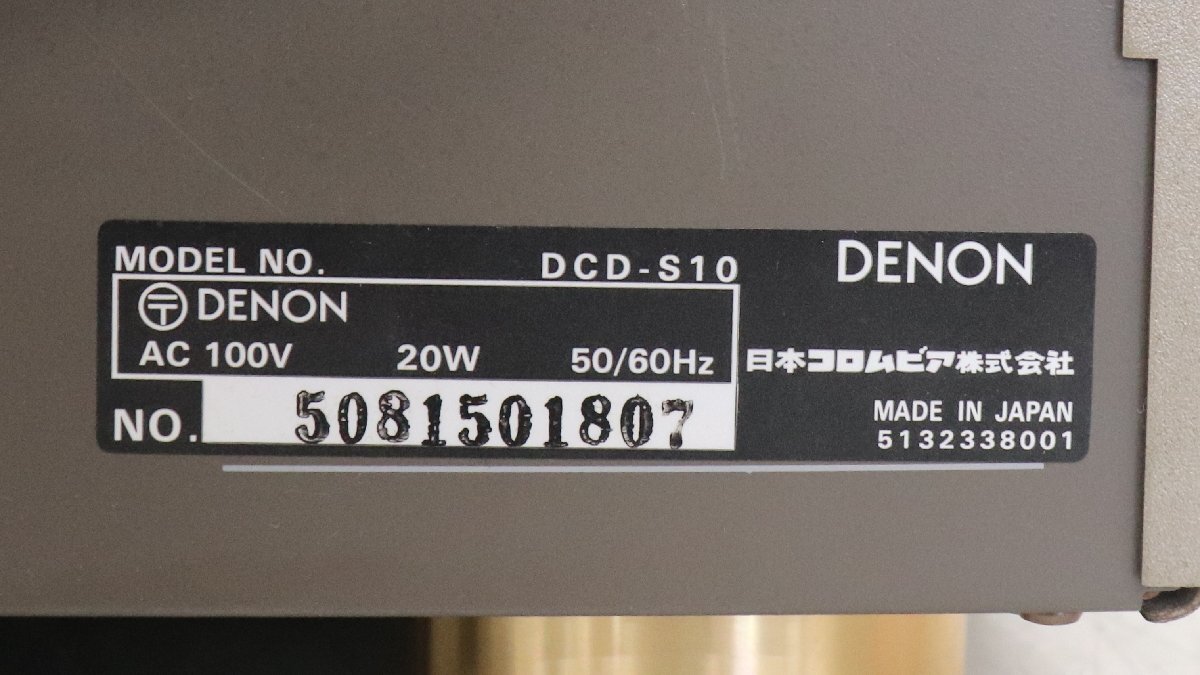 MODEL NO. DCD-S10
〒 DENON
AC 100V 20W 50/60Hz
NO. 5081501807
DENON
日本コロムビア株式会社
MADE IN JAPAN
5132338001